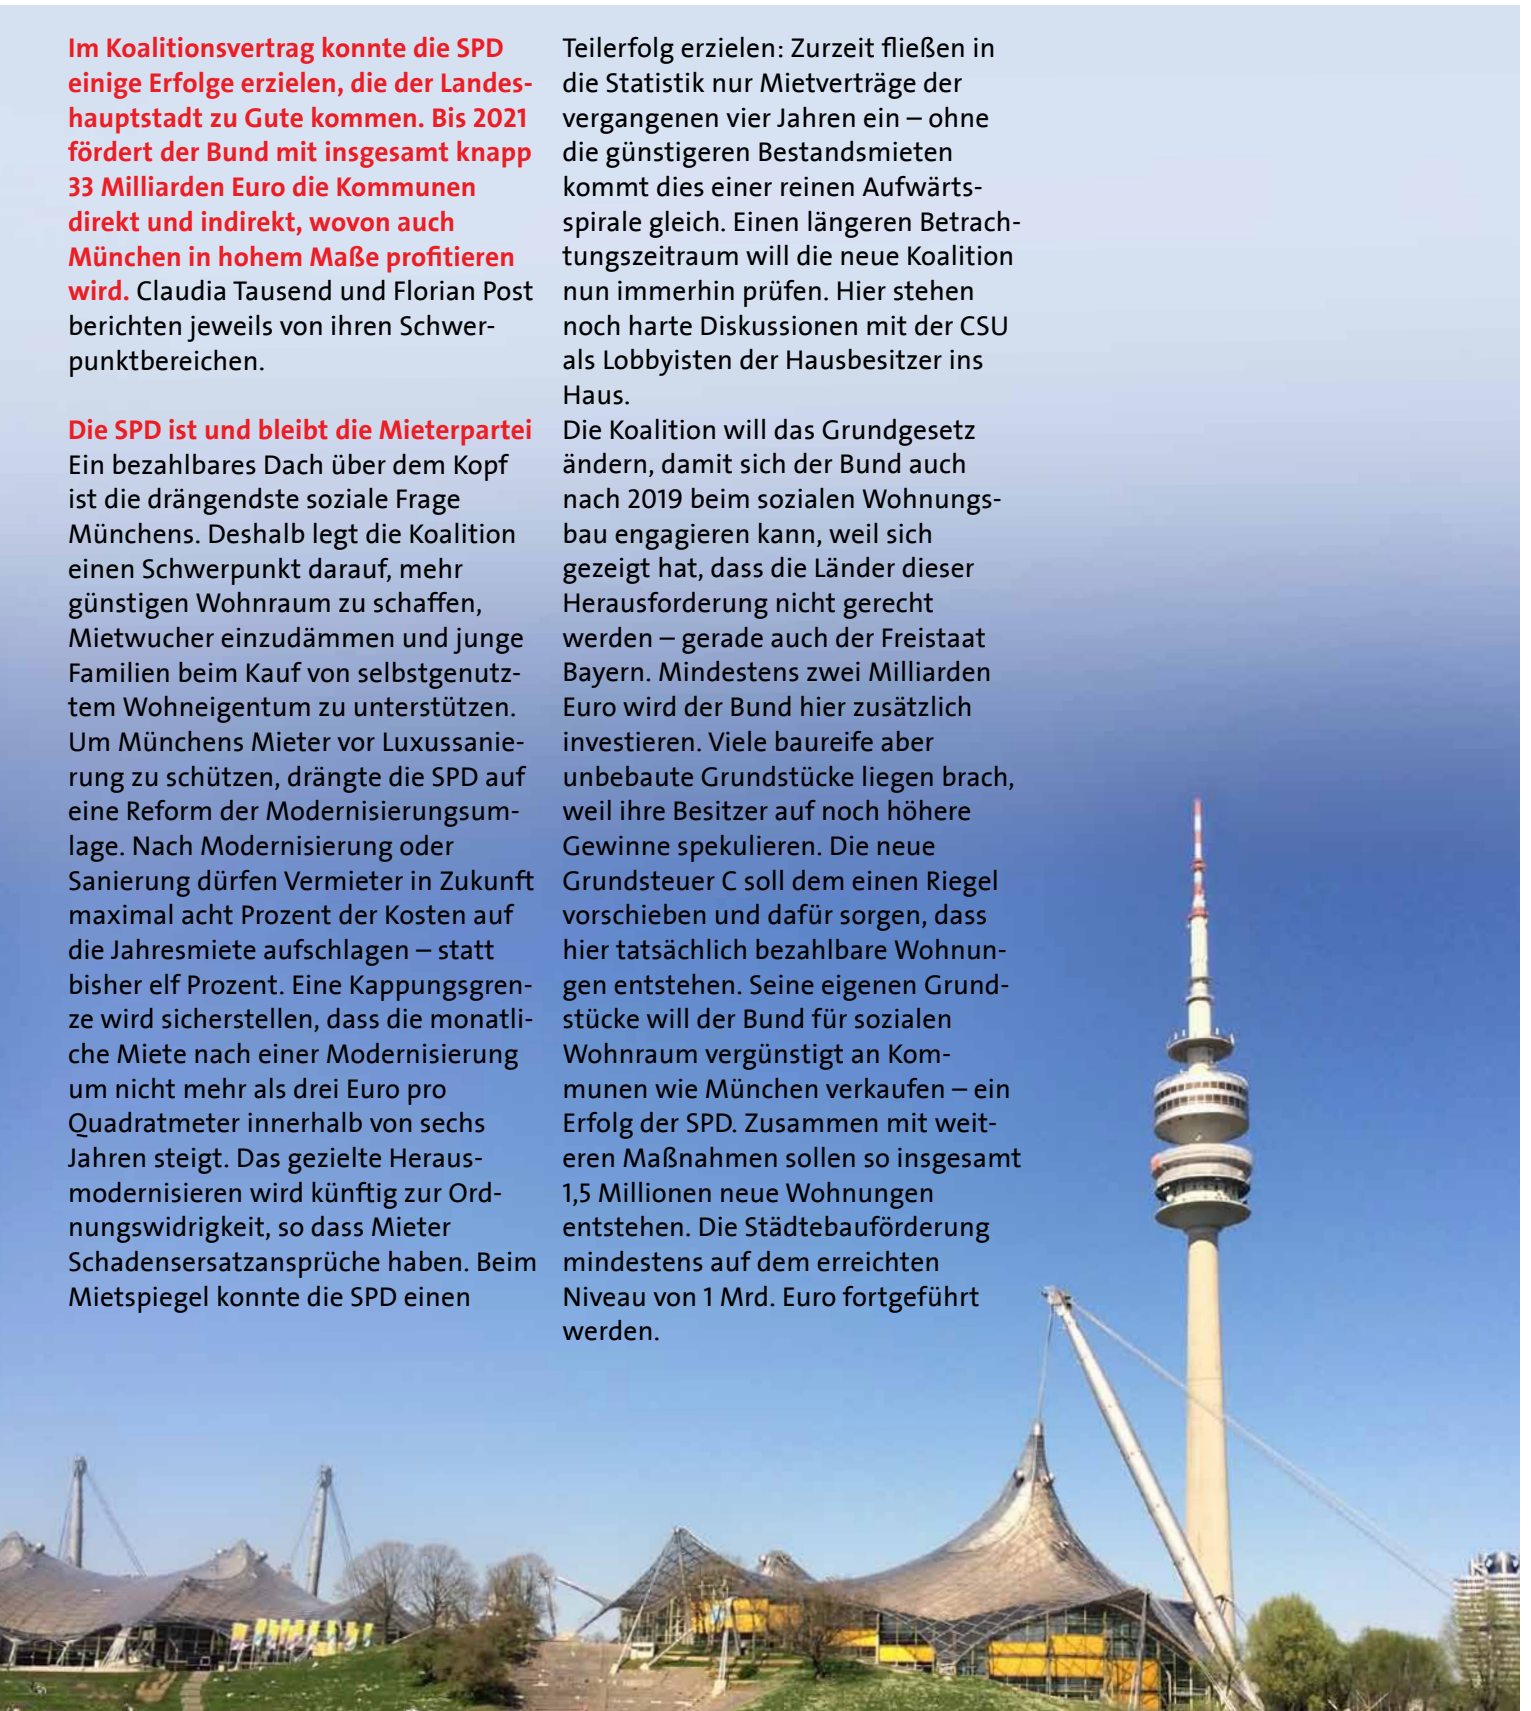 Im Koalitionsvertrag konnte die SPD
einige Erfolge erzielen, die der Landes-
hauptstadt zu Gute kommen. Bis 2021
fördert der Bund mit insgesamt knapp
33 Milliarden Euro die Kommunen
direkt und indirekt, wovon auch
München in hohem Maße profitieren
wird. Claudia Tausend und Florian Post
berichten jeweils von ihren Schwer-
punktbereichen.
Die SPD ist und bleibt die Mieterpartei
Ein bezahlbares Dach über dem Kopf
ist die drängendste soziale Frage
Münchens. Deshalb legt die Koalition
einen Schwerpunkt darauf, mehr
günstigen Wohnraum zu schaffen,
Mietwucher einzudämmen und junge
Familien beim Kauf von selbstgenutz-
tem Wohneigentum zu unterstützen.
Um Münchens Mieter vor Luxussanie-
rung zu schützen, drängte die SPD auf
eine Reform der Modernisierungsum-
lage. Nach Modernisierung oder
Sanierung dürfen Vermieter in Zukunft
maximal acht Prozent der Kosten auf
die Jahresmiete aufschlagen – statt
bisher elf Prozent. Eine Kappungsgren-
ze wird sicherstellen, dass die monatli-
che Miete nach einer Modernisierung
um nicht mehr als drei Euro pro
Quadratmeter innerhalb von sechs
Jahren steigt. Das gezielte Heraus-
modernisieren wird künftig zur Ord-
nungswidrigkeit, so dass Mieter
Schadensersatzansprüche haben. Beim
Mietspiegel konnte die SPD einen
Teilerfolg erzielen: Zurzeit fließen in
die Statistik nur Mietverträge der
vergangenen vier Jahren ein – ohne
die günstigeren Bestandsmieten
kommt dies einer reinen Aufwärts-
spirale gleich. Einen längeren Betrach-
tungszeitraum will die neue Koalition
nun immerhin prüfen. Hier stehen
noch harte Diskussionen mit der CSU
als Lobbyisten der Hausbesitzer ins
Haus.
Die Koalition will das Grundgesetz
ändern, damit sich der Bund auch
nach 2019 beim sozialen Wohnungs-
bau engagieren kann, weil sich
gezeigt hat, dass die Länder dieser
Herausforderung nicht gerecht
werden – gerade auch der Freistaat
Bayern. Mindestens zwei Milliarden
Euro wird der Bund hier zusätzlich
investieren. Viele baureife aber
unbebaute Grundstücke liegen brach,
weil ihre Besitzer auf noch höhere
Gewinne spekulieren. Die neue
Grundsteuer C soll dem einen Riegel
vorschieben und dafür sorgen, dass
hier tatsächlich bezahlbare Wohnun-
gen entstehen. Seine eigenen Grund-
stücke will der Bund für sozialen
Wohnraum vergünstigt an Kom-
munen wie München verkaufen – ein
Erfolg der SPD. Zusammen mit weit-
eren Maßnahmen sollen so insgesamt
1,5 Millionen neue Wohnungen
entstehen. Die Städtebauförderung
mindestens auf dem erreichten
Niveau von 1 Mrd. Euro fortgeführt
werden.